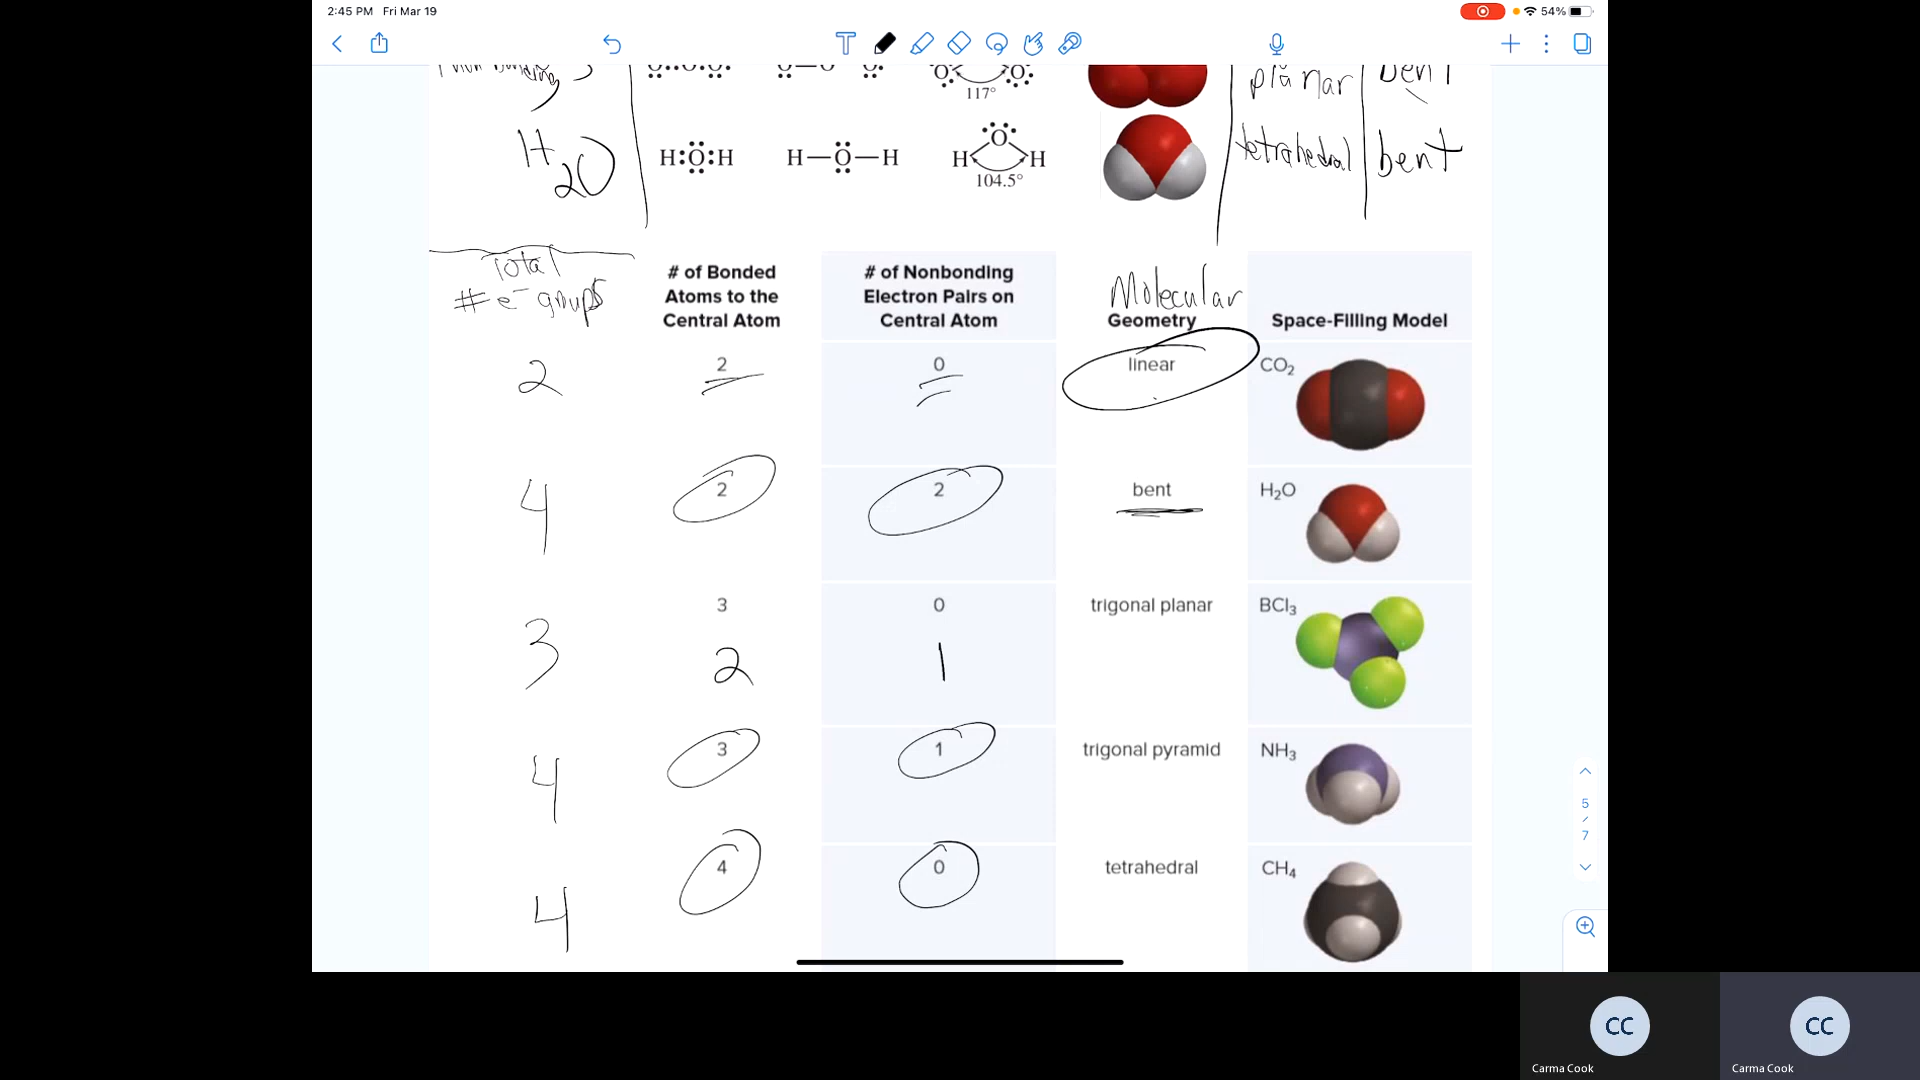 2:45 PM Fri Mar 19
54%
planar bent
117°
H₂O H:O:H H—O—H O H H tetrahedral bent
104.5°
Total # e⁻ groups
# of Bonded Atoms to the Central Atom
# of Nonbonding Electron Pairs on Central Atom
Molecular Geometry
Space-Filling Model
2 2 0 linear CO₂
4 2 2 bent H₂O
3 0 trigonal planar BCl₃
3 2 1
4 3 1 trigonal pyramid NH₃
4 4 0 tetrahedral CH₄
5
/
7
CC CC
Carma Cook Carma Cook